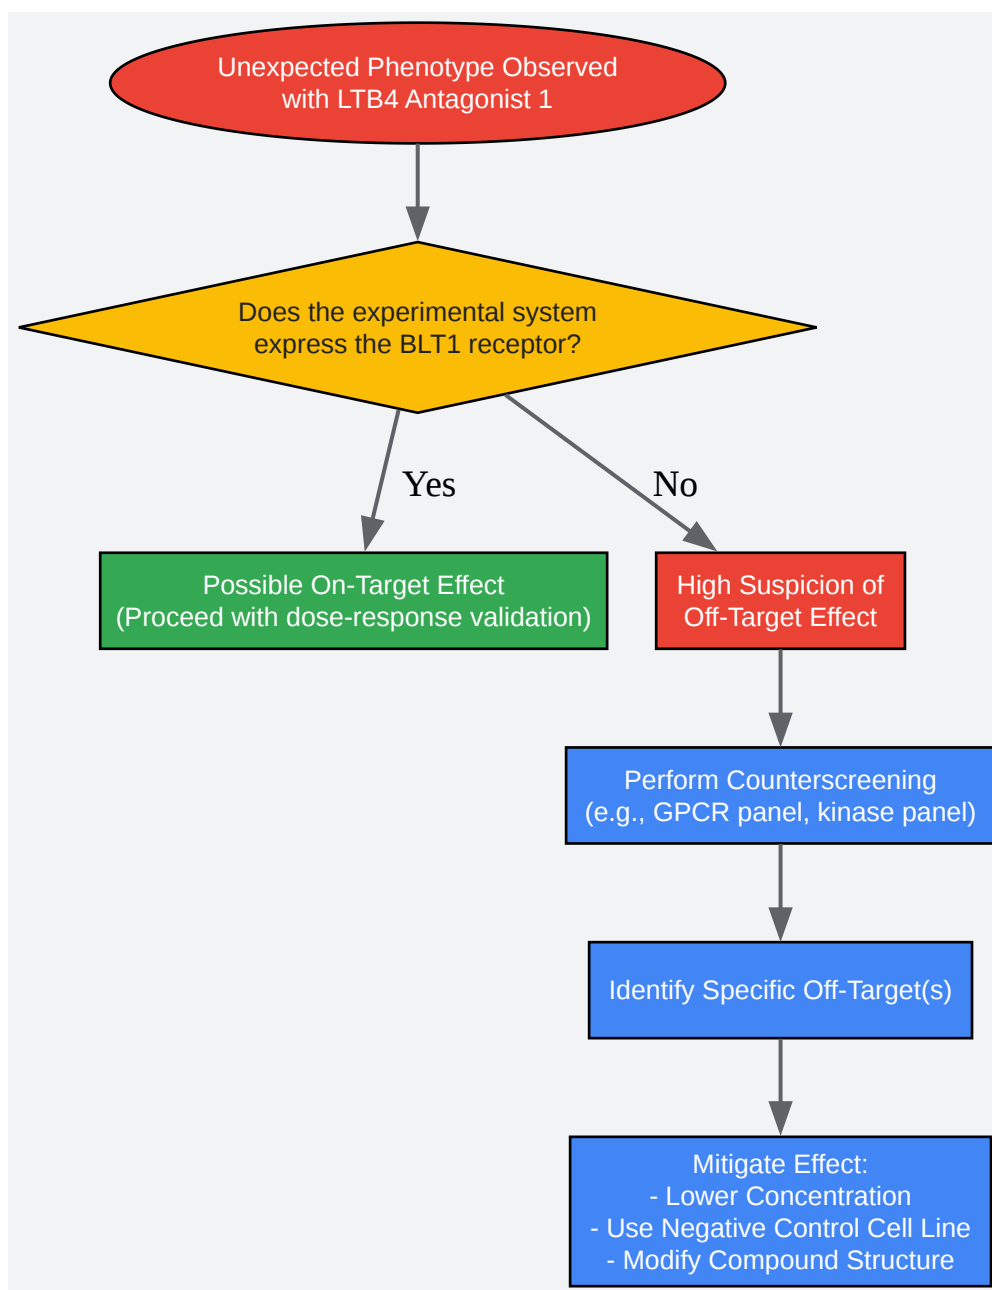 Unexpected Phenotype Observed
with LTB4 Antagonist 1
Does the experimental system
express the BLT1 receptor?
Yes
No
Possible On-Target Effect
(Proceed with dose-response validation)
High Suspicion of
Off-Target Effect
Perform Counterscreening
(e.g., GPCR panel, kinase panel)
Identify Specific Off-Target(s)
Mitigate Effect:
- Lower Concentration
- Use Negative Control Cell Line
- Modify Compound Structure